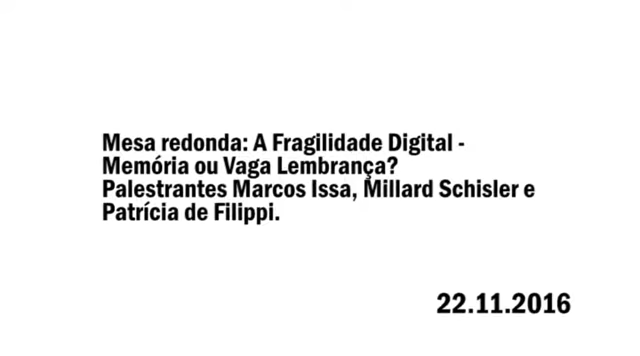 Mesa redonda: A Fragilidade Digital -
Memória ou Vaga Lembrança?
Palestrantes Marcos Issa, Millard Schisler e
Patrícia de Filippi.
22.11.2016